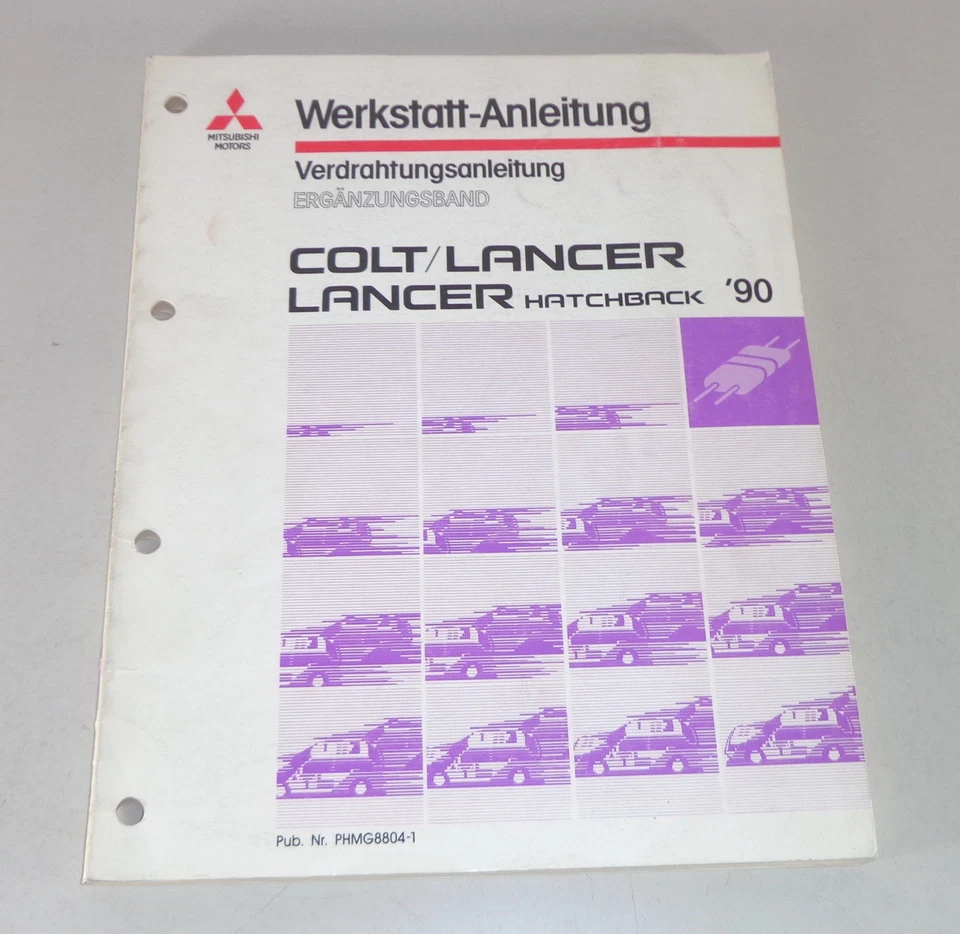 MITSUBISHI
MOTORS
Werkstatt-Anleitung
Verdrahtungsanleitung
ERGÄNZUNGSBAND
COLT/LANCER
LANCER HATCHBACK '90
Pub. Nr. PHMG8804-1